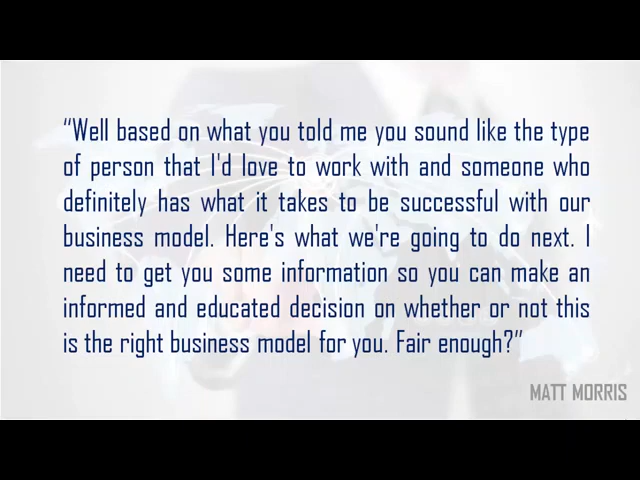 “Well based on what you told me you sound like the type
of person that I'd love to work with and someone who
definitely has what it takes to be successful with our
business model. Here's what we're going to do next. I
need to get you some information so you can make an
informed and educated decision on whether or not this
is the right business model for you. Fair enough?”
MATT MORRIS